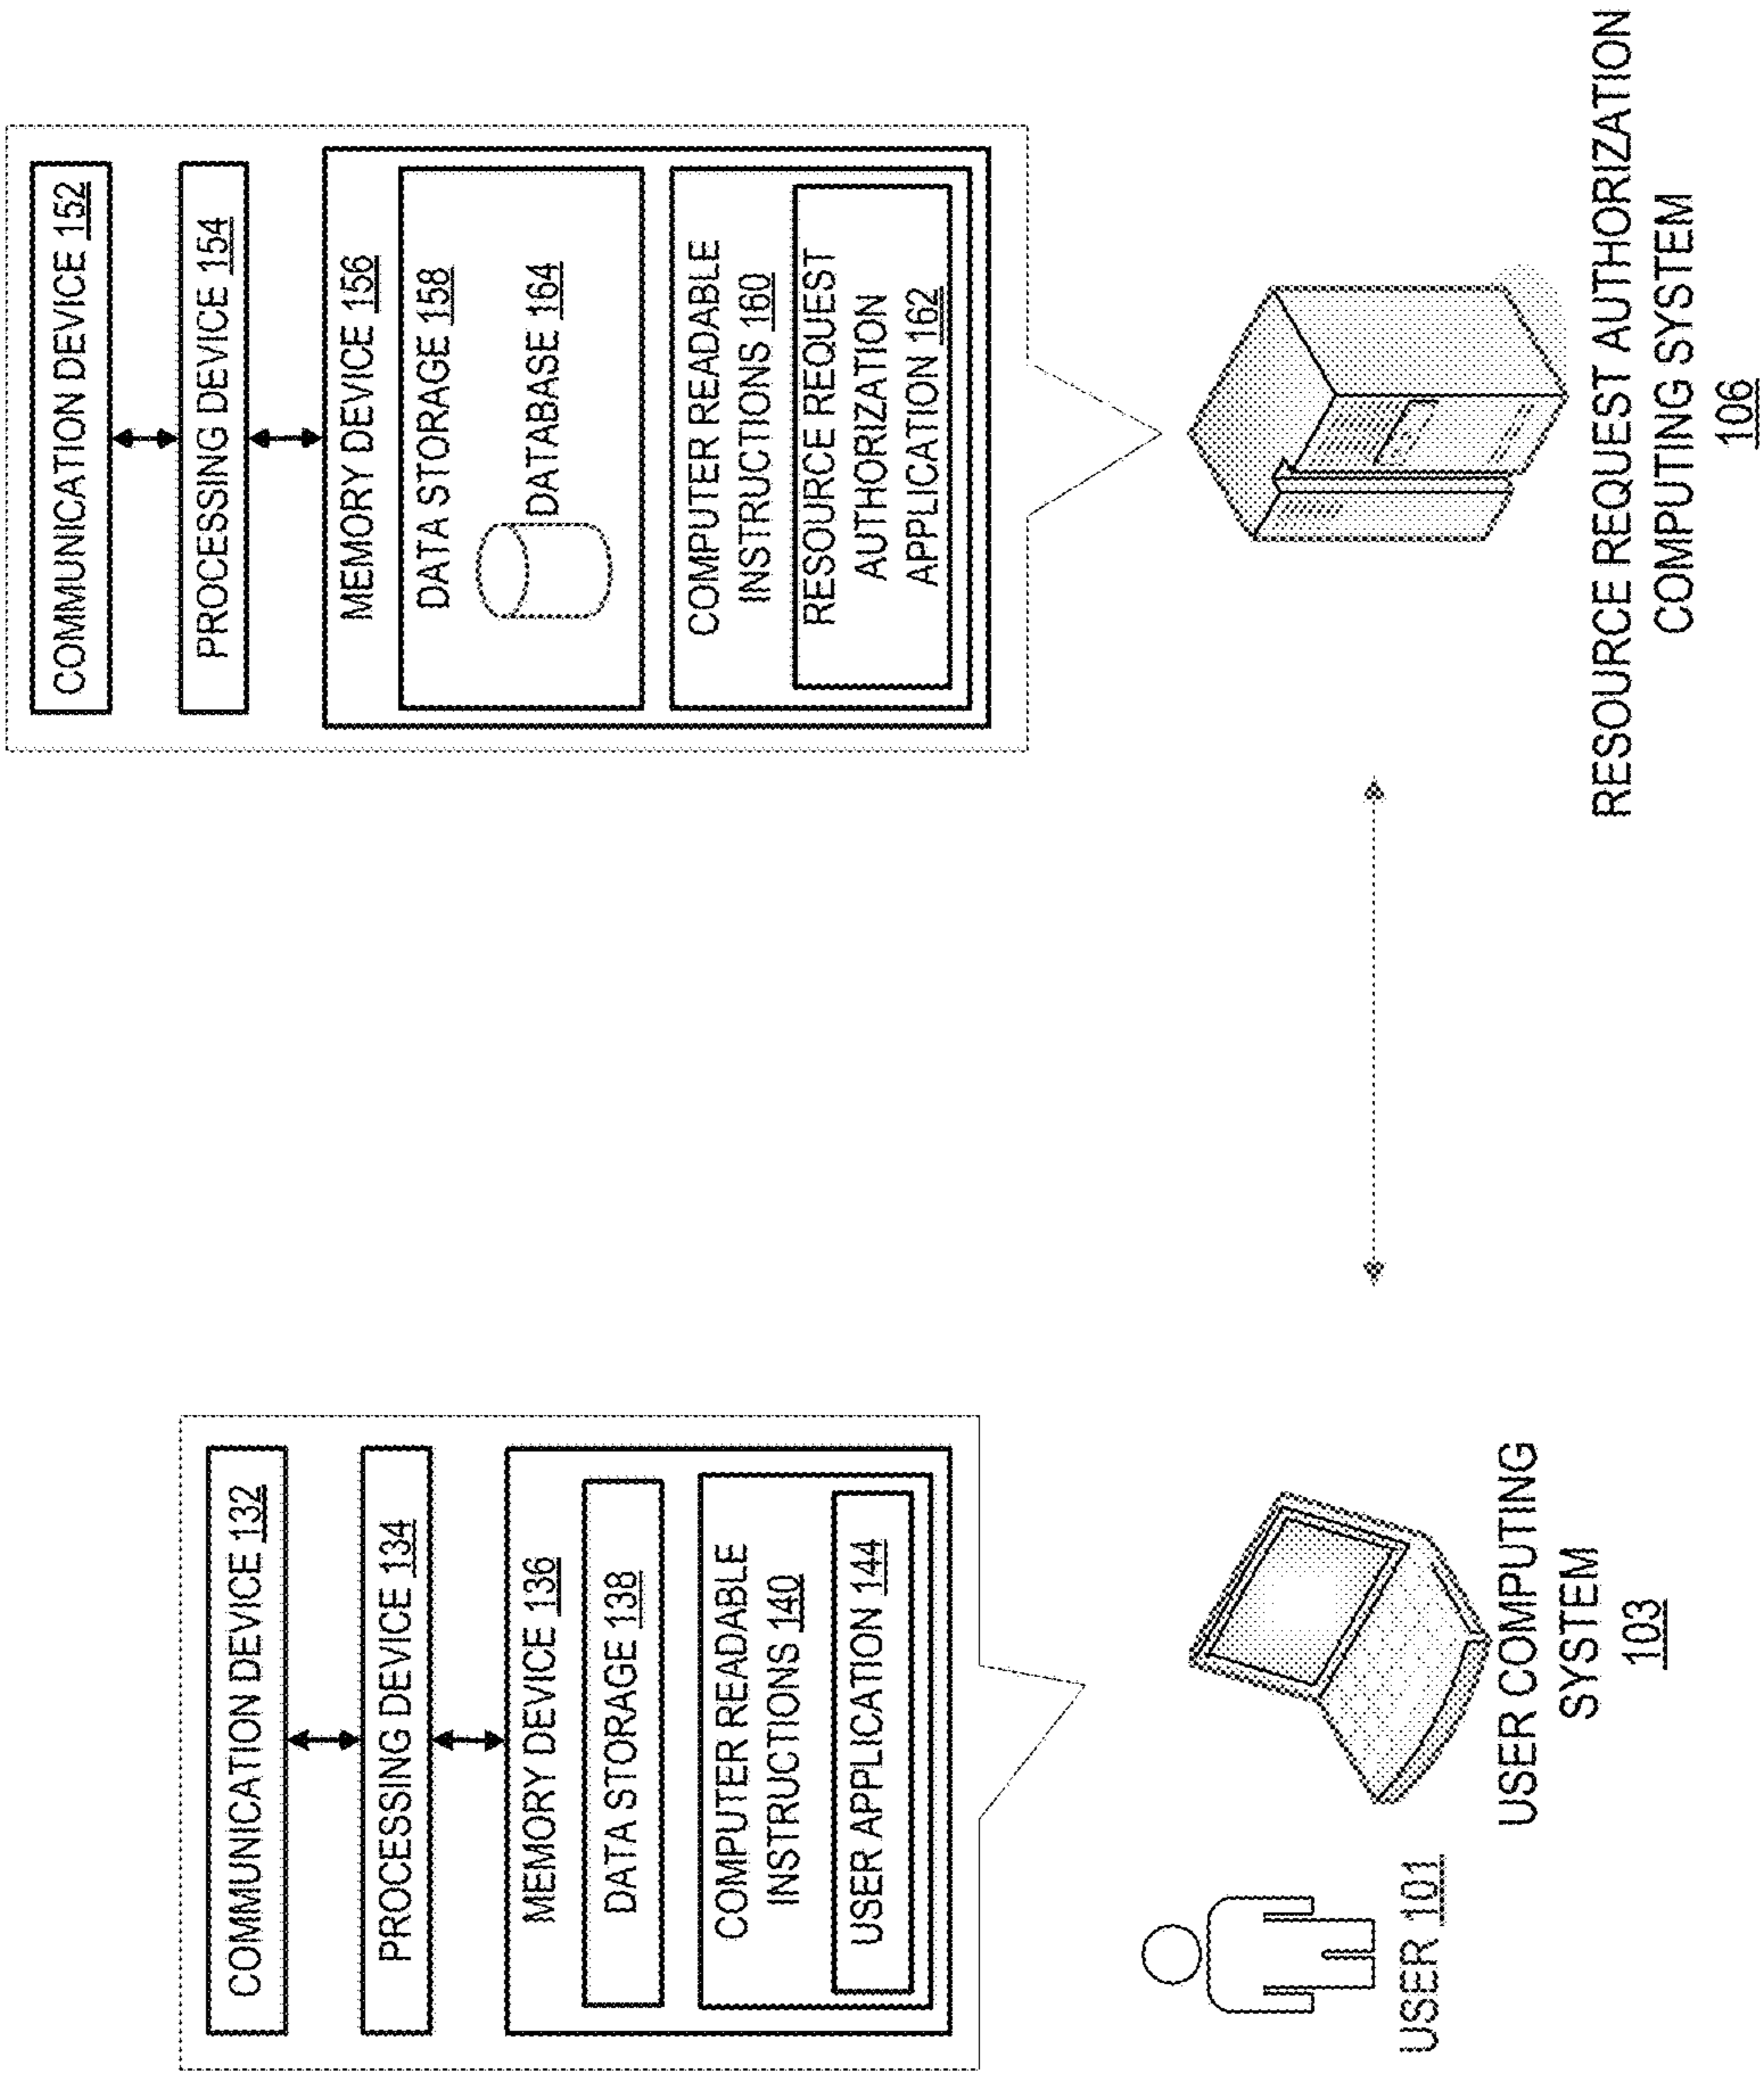 COMMUNICATION DEVICE 132
PROCESSING DEVICE 134
MEMORY DEVICE 136
DATA STORAGE 138
COMPUTER READABLE
INSTRUCTIONS 140
USER APPLICATION 144
USER 101
USER COMPUTING
SYSTEM
103
COMMUNICATION DEVICE 152
PROCESSING DEVICE 154
MEMORY DEVICE 156
DATA STORAGE 158
DATABASE 164
COMPUTER READABLE
INSTRUCTIONS 160
RESOURCE REQUEST
AUTHORIZATION
APPLICATION 162
RESOURCE REQUEST AUTHORIZATION
COMPUTING SYSTEM
106